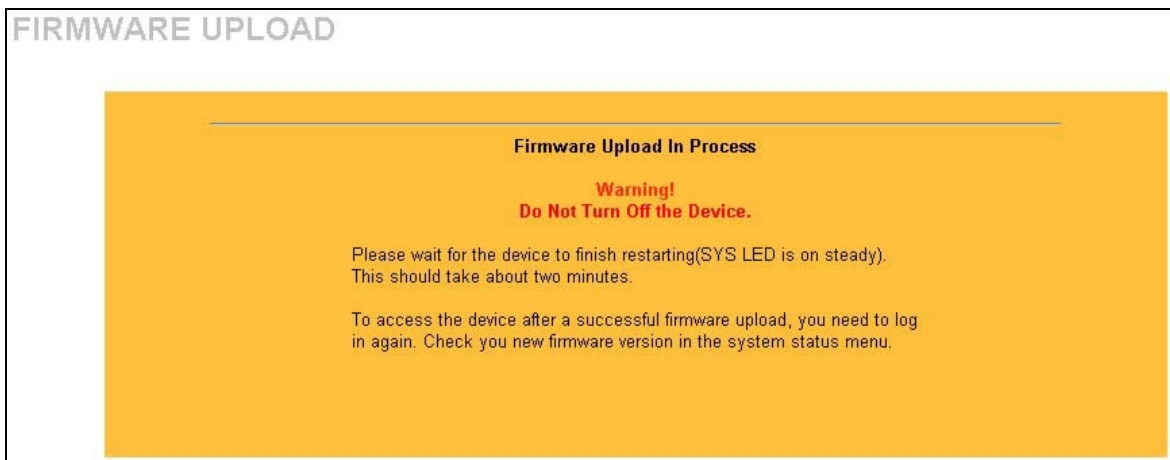 FIRMWARE UPLOAD
Firmware Upload In Process
Warning!
Do Not Turn Off the Device.
Please wait for the device to finish restarting(SYS LED is on steady).
This should take about two minutes.
To access the device after a successful firmware upload, you need to log
in again. Check you new firmware version in the system status menu.